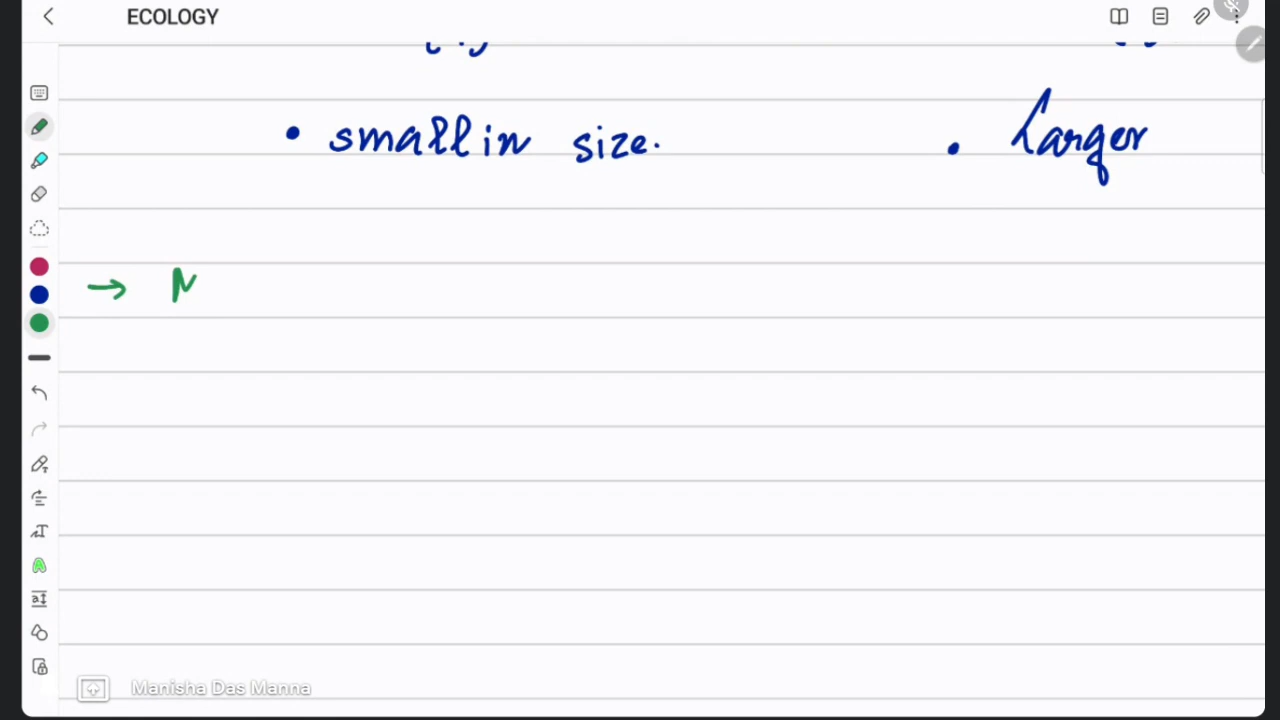 ECOLOGY
• small in size. • Larger
→ N
Manisha Das Manna